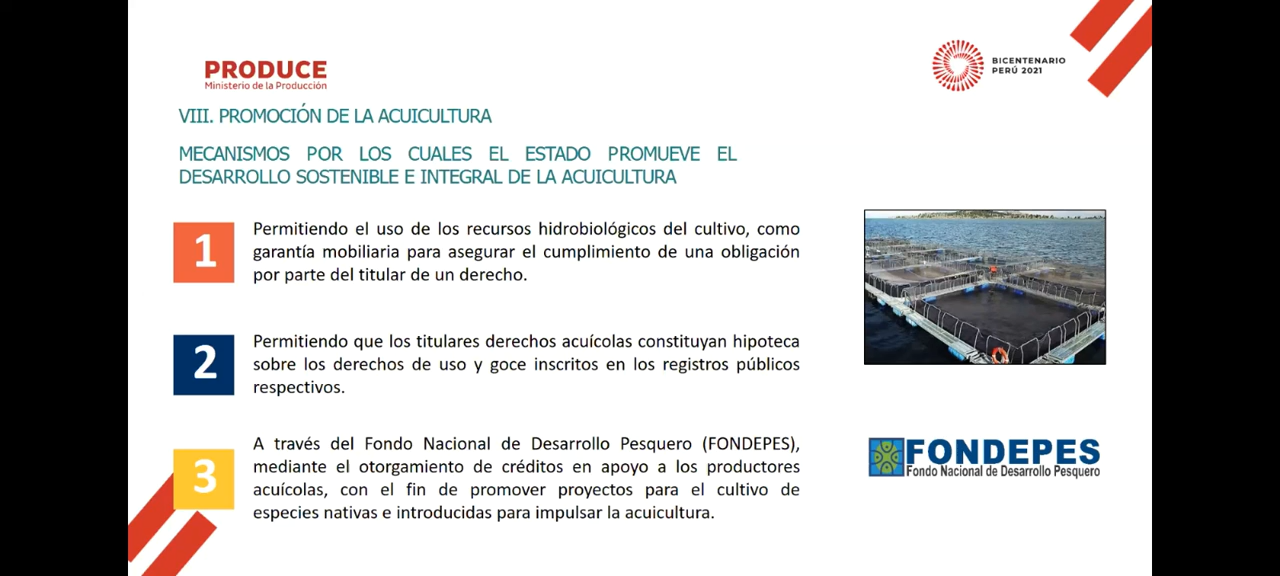 PRODUCE
Ministerio de la Producción
BICENTENARIO
PERÚ 2021
VIII. PROMOCIÓN DE LA ACUICULTURA
MECANISMOS POR LOS CUALES EL ESTADO PROMUEVE EL
DESARROLLO SOSTENIBLE E INTEGRAL DE LA ACUICULTURA
1
Permitiendo el uso de los recursos hidrobiológicos del cultivo, como
garantía mobiliaria para asegurar el cumplimiento de una obligación
por parte del titular de un derecho.
2
Permitiendo que los titulares derechos acuícolas constituyan hipoteca
sobre los derechos de uso y goce inscritos en los registros públicos
respectivos.
3
A través del Fondo Nacional de Desarrollo Pesquero (FONDEPES),
mediante el otorgamiento de créditos en apoyo a los productores
acuícolas, con el fin de promover proyectos para el cultivo de
especies nativas e introducidas para impulsar la acuicultura.
FONDEPES
Fondo Nacional de Desarrollo Pesquero